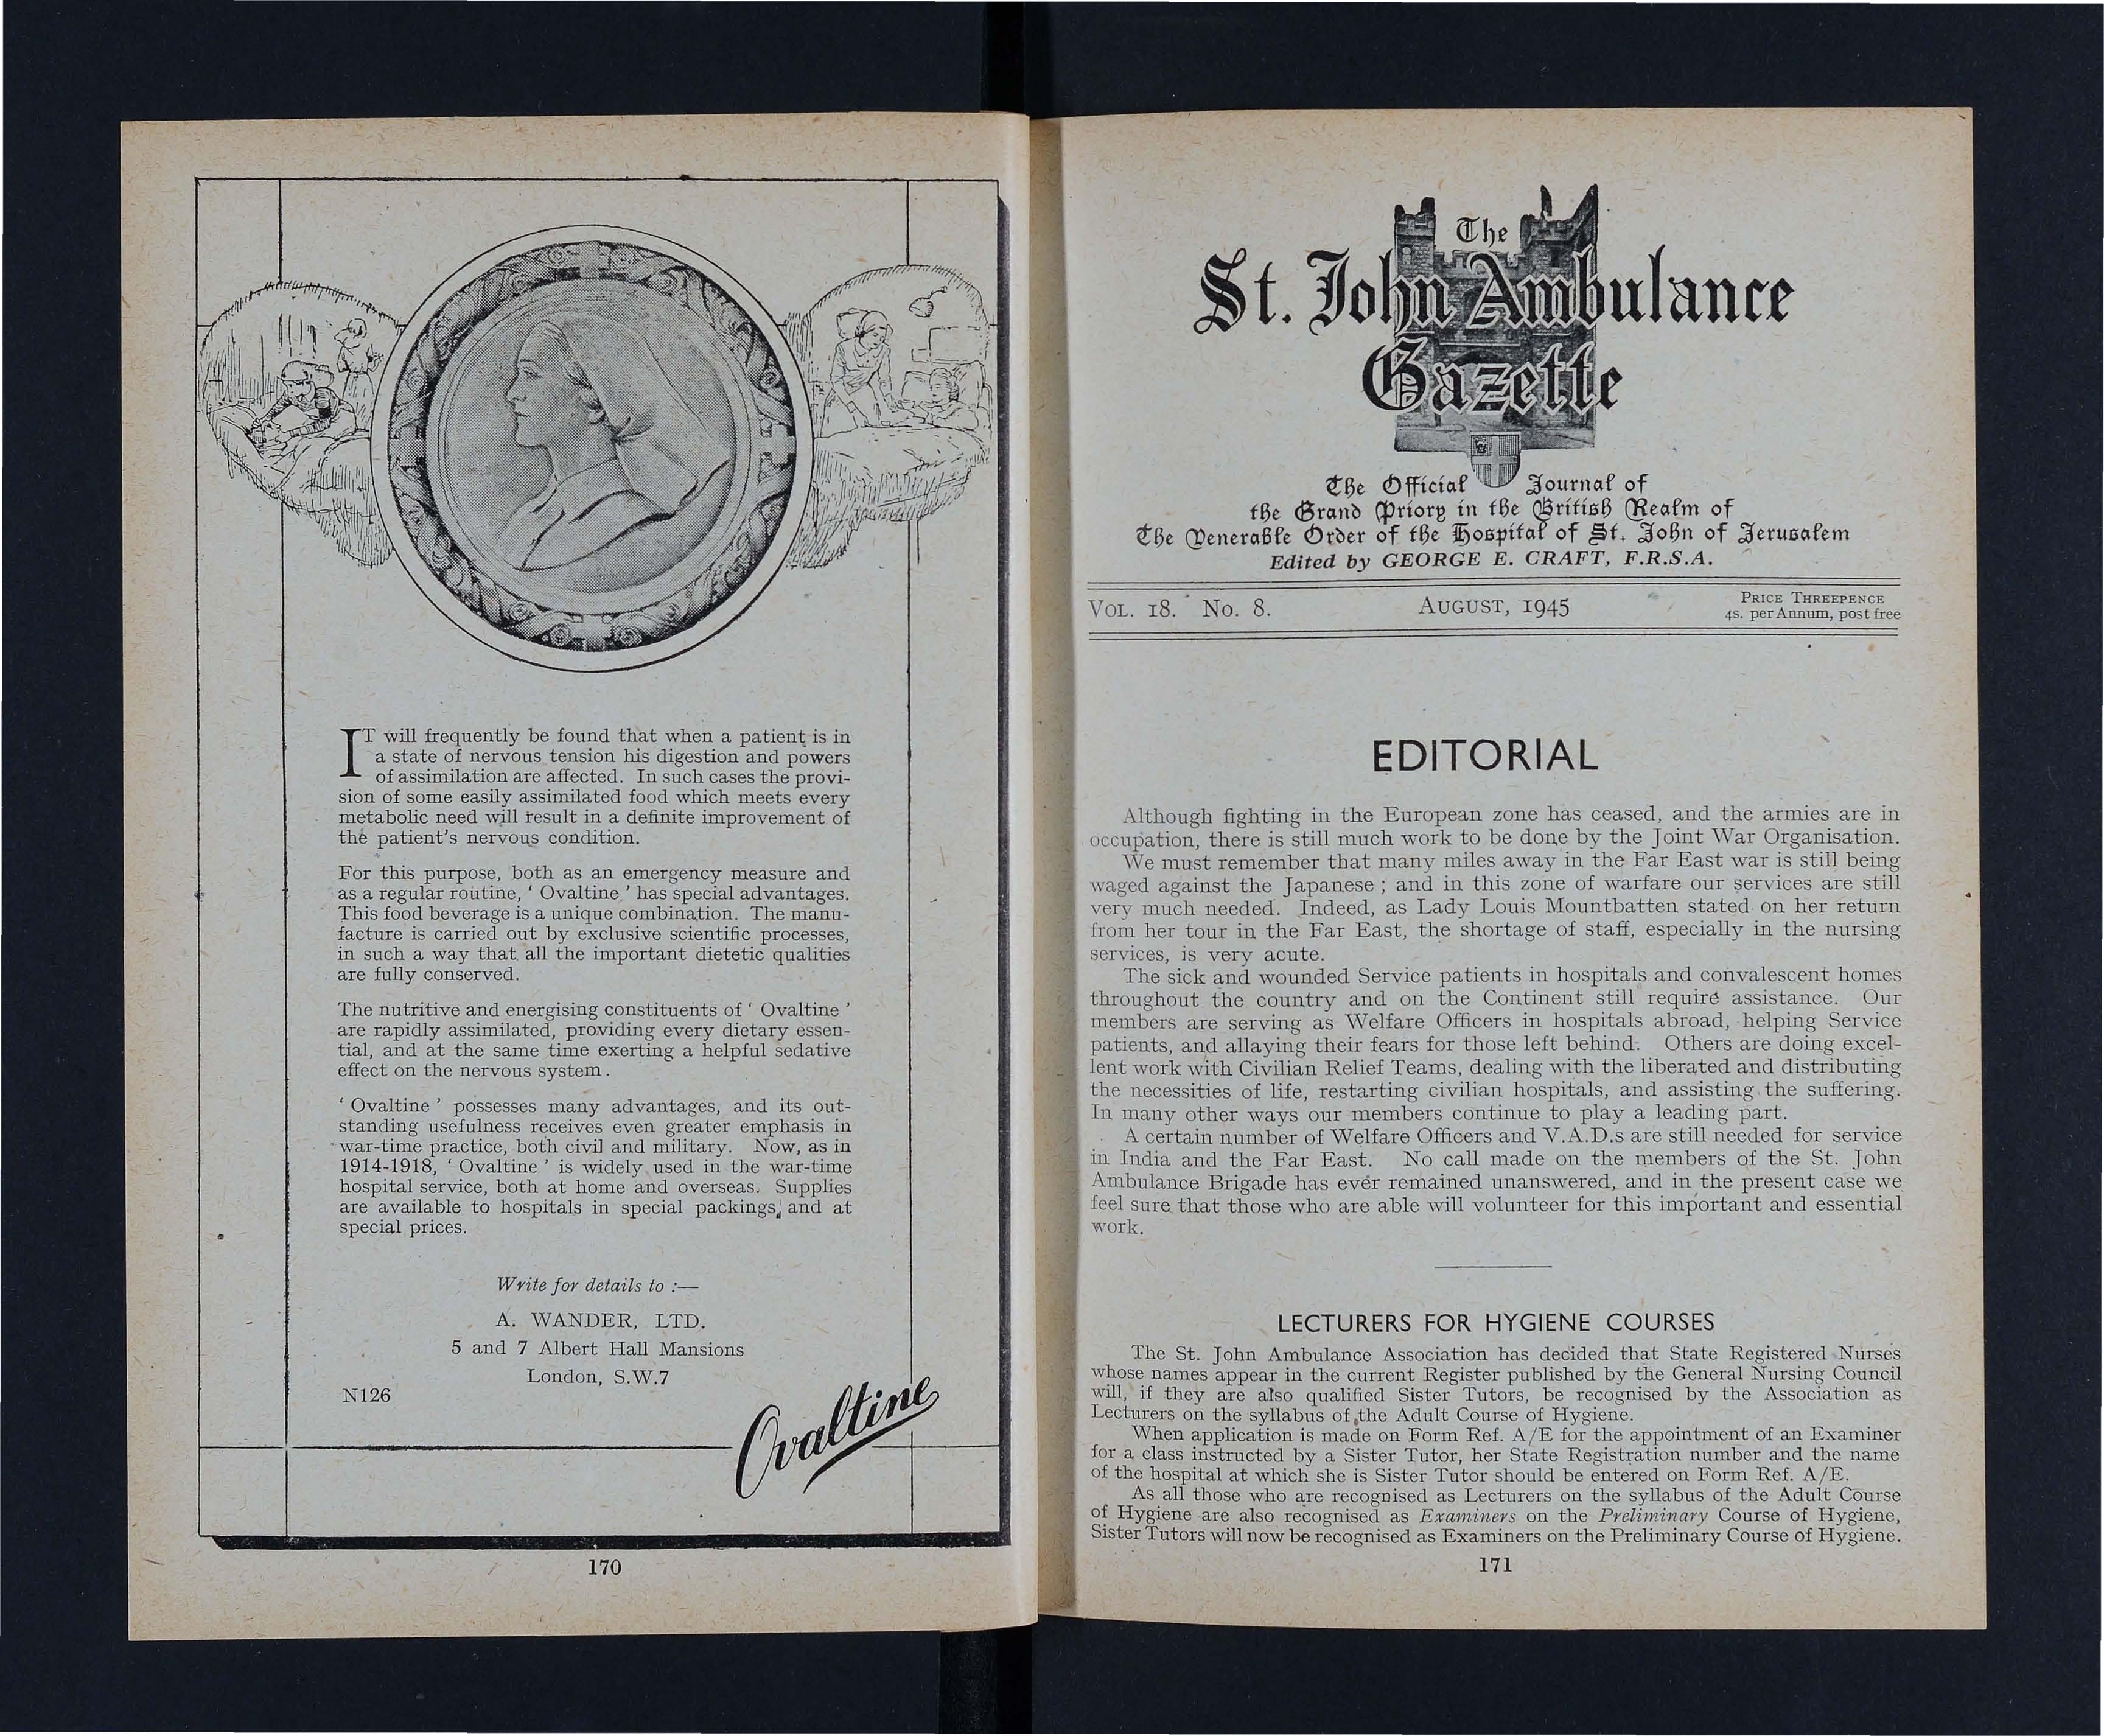 IT will frequently be found that when a patient is in
a state of nervous tension his digestion and powers
of assimilation are affected. In such cases the provi-
sion of some easily assimilated food which meets every
metabolic need will result in a definite improvement of
the patient's nervous condition.
For this purpose, both as an emergency measure and
as a regular routine, ‘ Ovaltine ’ has special advantages.
This food beverage is a unique combination. The manu-
facture is carried out by exclusive scientific processes,
in such a way that all the important dietetic qualities
are fully conserved.
The nutritive and energising constituents of ‘ Ovaltine ’
are rapidly assimilated, providing every dietary essen-
tial, and at the same time exerting a helpful sedative
effect on the nervous system.
‘ Ovaltine ’ possesses many advantages, and its out-
standing usefulness receives even greater emphasis in
war-time practice, both civil and military. Now, as in
1914-1918, ‘ Ovaltine ’ is widely used in the war-time
hospital service, both at home and overseas. Supplies
are available to hospitals in special packings, and at
special prices.
Write for details to :—
A. WANDER, LTD.
5 and 7 Albert Hall Mansions
London, S.W.7
N126
Ovaltine
170
The
St. John Ambulance
Gazette
The Official Journal of
the Grand Priory in the British Realm of
The Venerable Order of the Hospital of St. John of Jerusalem
Edited by GEORGE E. CRAFT, F.R.S.A.
VOL. 18. No. 8. AUGUST, 1945 PRICE THREEPENCE
4s. per Annum, post free
EDITORIAL
Although fighting in the European zone has ceased, and the armies are in
occupation, there is still much work to be done by the Joint War Organisation.
We must remember that many miles away in the Far East war is still being
waged against the Japanese ; and in this zone of warfare our services are still
very much needed. Indeed, as Lady Louis Mountbatten stated on her return
from her tour in the Far East, the shortage of staff, especially in the nursing
services, is very acute.
The sick and wounded Service patients in hospitals and convalescent homes
throughout the country and on the Continent still require assistance. Our
members are serving as Welfare Officers in hospitals abroad, helping Service
patients, and allaying their fears for those left behind. Others are doing excel-
lent work with Civilian Relief Teams, dealing with the liberated and distributing
the necessities of life, restarting civilian hospitals, and assisting the suffering.
In many other ways our members continue to play a leading part.
A certain number of Welfare Officers and V.A.D.s are still needed for service
in India and the Far East. No call made on the members of the St. John
Ambulance Brigade has ever remained unanswered, and in the present case we
feel sure that those who are able will volunteer for this important and essential
work.
LECTURERS FOR HYGIENE COURSES
The St. John Ambulance Association has decided that State Registered Nurses
whose names appear in the current Register published by the General Nursing Council
will, if they are also qualified Sister Tutors, be recognised by the Association as
Lecturers on the syllabus of the Adult Course of Hygiene.
When application is made on Form Ref. A/E for the appointment of an Examiner
for a class instructed by a Sister Tutor, her State Registration number and the name
of the hospital at which she is Sister Tutor should be entered on Form Ref. A/E.
As all those who are recognised as Lecturers on the syllabus of the Adult Course
of Hygiene are also recognised as Examiners on the Preliminary Course of Hygiene,
Sister Tutors will now be recognised as Examiners on the Preliminary Course of Hygiene.
171